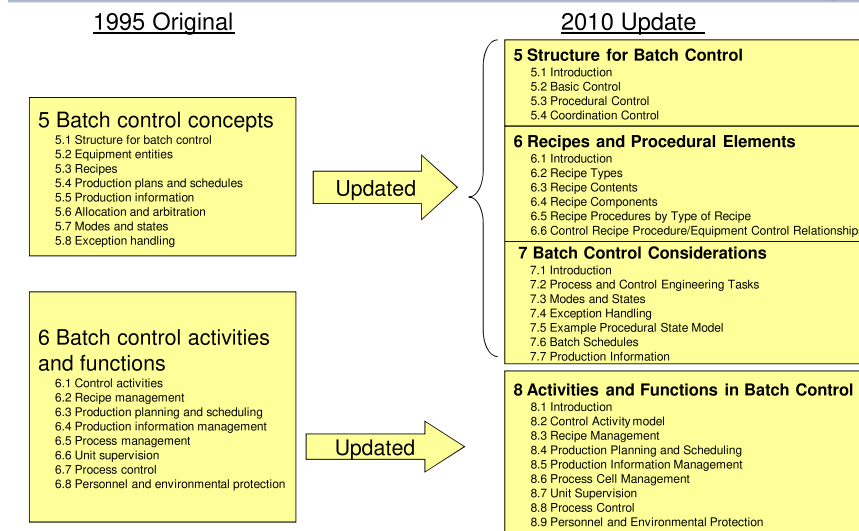 1995 Original
2010 Update
5 Batch control concepts
5.1 Structure for batch control
5.2 Equipment entities
5.3 Recipes
5.4 Production plans and schedules
5.5 Production information
5.6 Allocation and arbitration
5.7 Modes and states
5.8 Exception handling
Updated
5 Structure for Batch Control
5.1 Introduction
5.2 Basic Control
5.3 Procedural Control
5.4 Coordination Control
6 Recipes and Procedural Elements
6.1 Introduction
6.2 Recipe Types
6.3 Recipe Contents
6.4 Recipe Components
6.5 Recipe Procedures by Type of Recipe
6.6 Control Recipe Procedure/Equipment Control Relationship
7 Batch Control Considerations
7.1 Introduction
7.2 Process and Control Engineering Tasks
7.3 Modes and States
7.4 Exception Handling
7.5 Example Procedural State Model
7.6 Batch Schedules
7.7 Production Information
6 Batch control activities
and functions
6.1 Control activities
6.2 Recipe management
6.3 Production planning and scheduling
6.4 Production information management
6.5 Process management
6.6 Unit supervision
6.7 Process control
6.8 Personnel and environmental protection
Updated
8 Activities and Functions in Batch Control
8.1 Introduction
8.2 Control Activity model
8.3 Recipe Management
8.4 Production Planning and Scheduling
8.5 Production Information Management
8.6 Process Cell Management
8.7 Unit Supervision
8.8 Process Control
8.9 Personnel and Environmental Protection